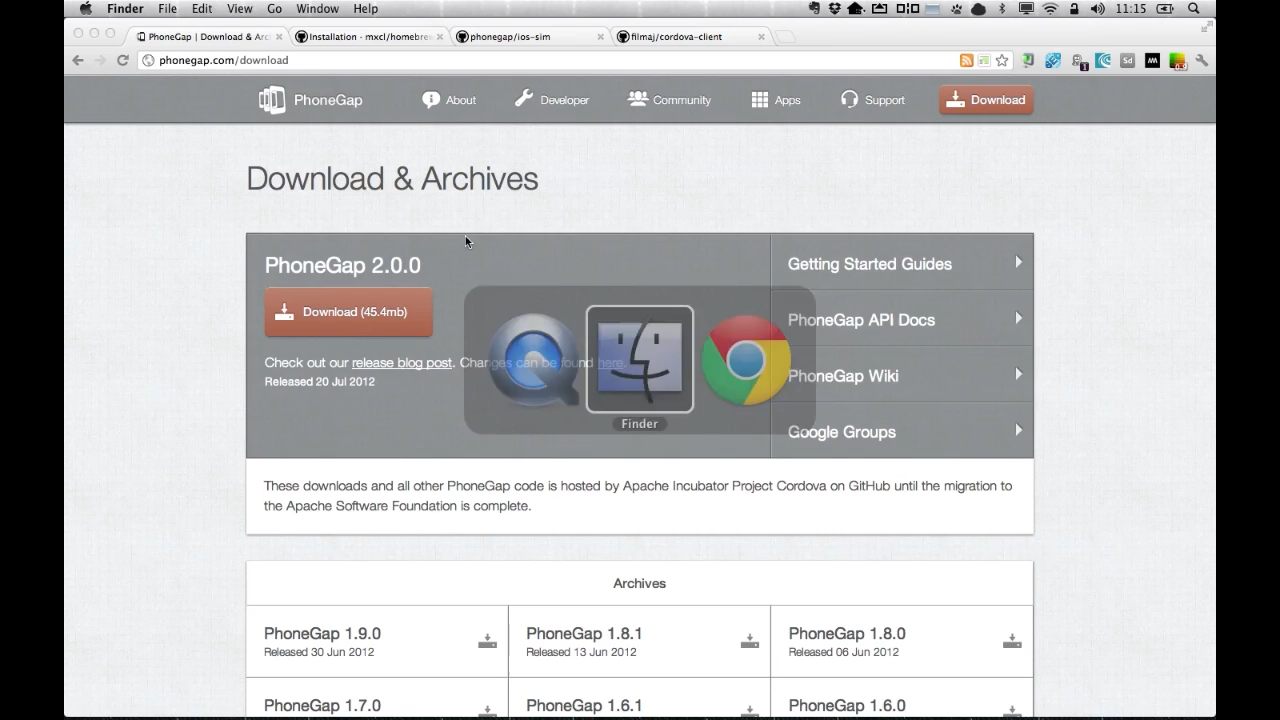 Finder File Edit View Go Window Help 11:15
PhoneGap | Download & Arc Installation - mxcl/homebre phonegap/ios-sim filmaj/cordova-client
phonegap.com/download
PhoneGap About Developer Community Apps Support Download
Download & Archives
PhoneGap 2.0.0
Download (45.4mb)
Check out our release blog post. Changes can be found here.
Released 20 Jul 2012
Getting Started Guides
PhoneGap API Docs
PhoneGap Wiki
Google Groups
Finder
These downloads and all other PhoneGap code is hosted by Apache Incubator Project Cordova on GitHub until the migration to
the Apache Software Foundation is complete.
Archives
PhoneGap 1.9.0 PhoneGap 1.8.1 PhoneGap 1.8.0
Released 30 Jun 2012 Released 13 Jun 2012 Released 06 Jun 2012
PhoneGap 1.7.0 PhoneGap 1.6.1 PhoneGap 1.6.0